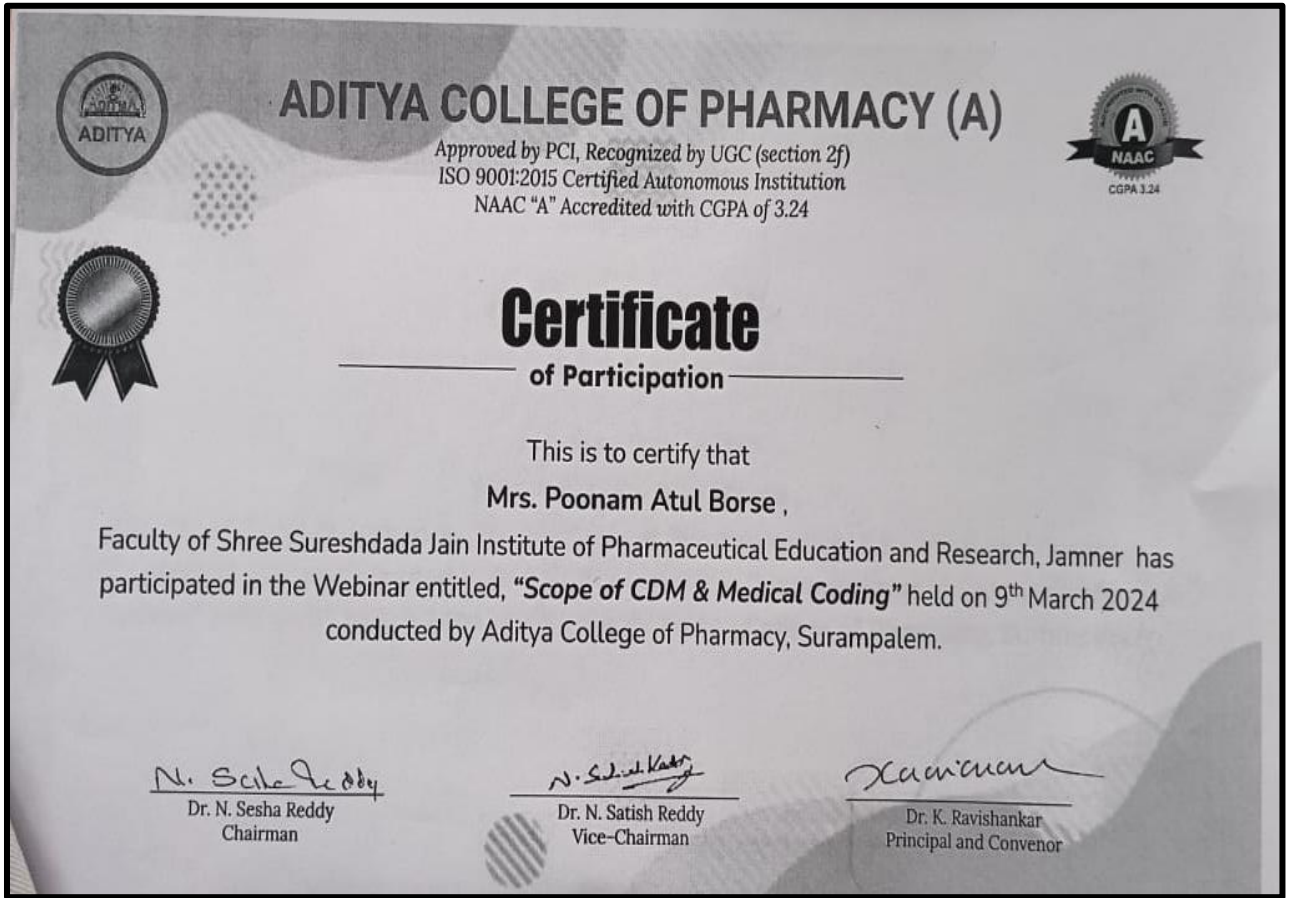 ADITYA
ADITYA
ADITYA COLLEGE OF PHARMACY (A)
Approved by PCI, Recognized by UGC (section 2f)
ISO 9001:2015 Certified Autonomous Institution
NAAC “A” Accredited with CGPA of 3.24
A
NAAC
CGPA 3.24
Certificate
of Participation
This is to certify that
Mrs. Poonam Atul Borse ,
Faculty of Shree Sureshdada Jain Institute of Pharmaceutical Education and Research, Jamner has
participated in the Webinar entitled, “Scope of CDM & Medical Coding” held on 9th March 2024
conducted by Aditya College of Pharmacy, Surampalem.
Dr. N. Sesha Reddy
Chairman
Dr. N. Satish Reddy
Vice-Chairman
Dr. K. Ravishankar
Principal and Convenor